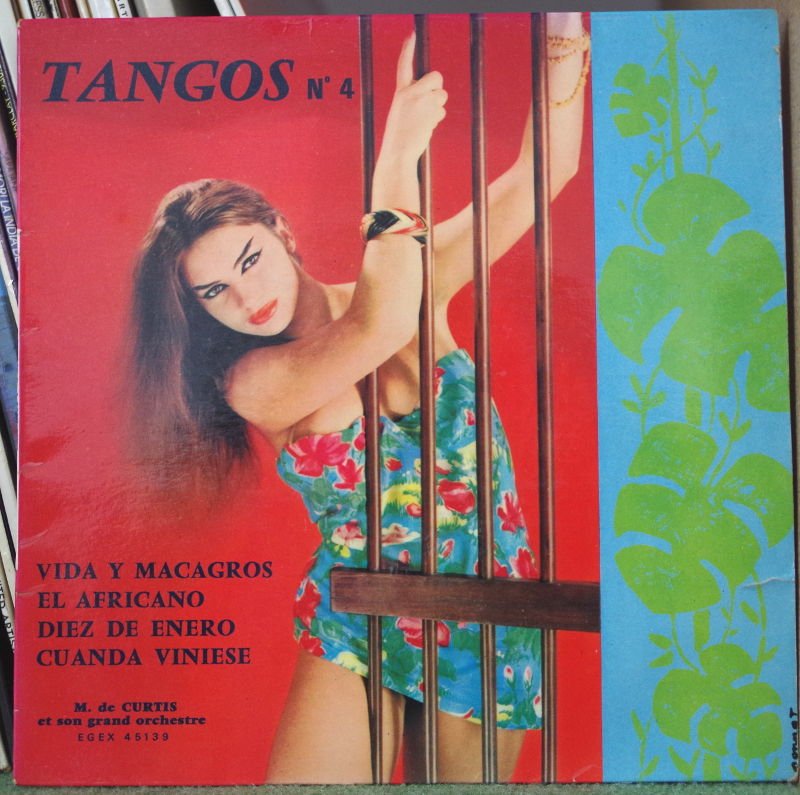 TANGOS N° 4
VIDA Y MACAGROS
EL AFRICANO
DIEZ DE ENERO
CUANDA VINIESE
M. de CURTIS
et son grand orchestre
EGEX 45139